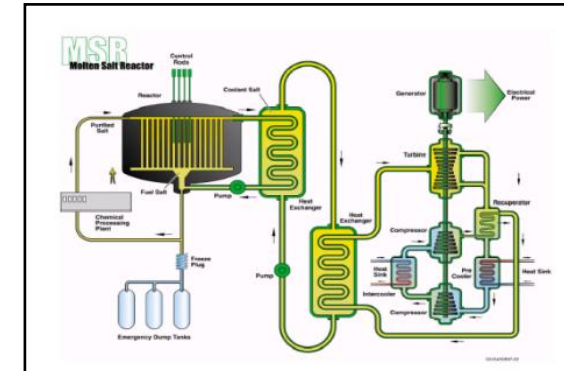 MSR
Molten Salt Reactor
Control
Rods
Reactor
Purified
Salt
Coolant Salt
Fuel Salt
Chemical
Processing
Plant
Pump
Heat
Exchanger
Freeze
Plug
Emergency Dump Tanks
Heat
Exchanger
Pump
Generator
Electrical
Power
Turbine
Recuperator
Compressor
Heat
Sink
Pre
Cooler
Heat Sink
Intercooler
Compressor